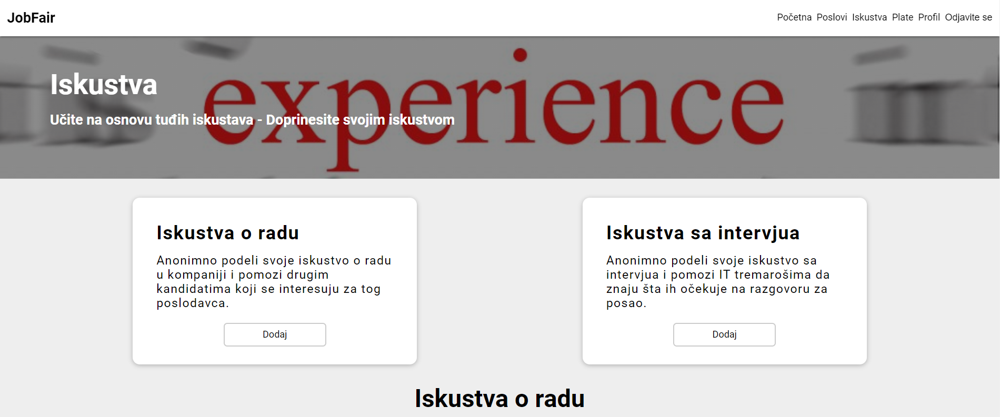 JobFair
Početna Poslovi Iskustva Plate Profil Odjavite se
experience
Iskustva
Učite na osnovu tuđih iskustava - Doprinesite svojim iskustvom
Iskustva o radu
Anonimno podeli svoje iskustvo o radu
u kompaniji i pomozi drugim
kandidatima koji se interesuju za tog
poslodavca.
Dodaj
Iskustva sa intervjua
Anonimno podeli svoje iskustvo sa
intervjua i pomozi IT tremarošima da
znaju šta ih očekuje na razgovoru za
posao.
Dodaj
Iskustva o radu